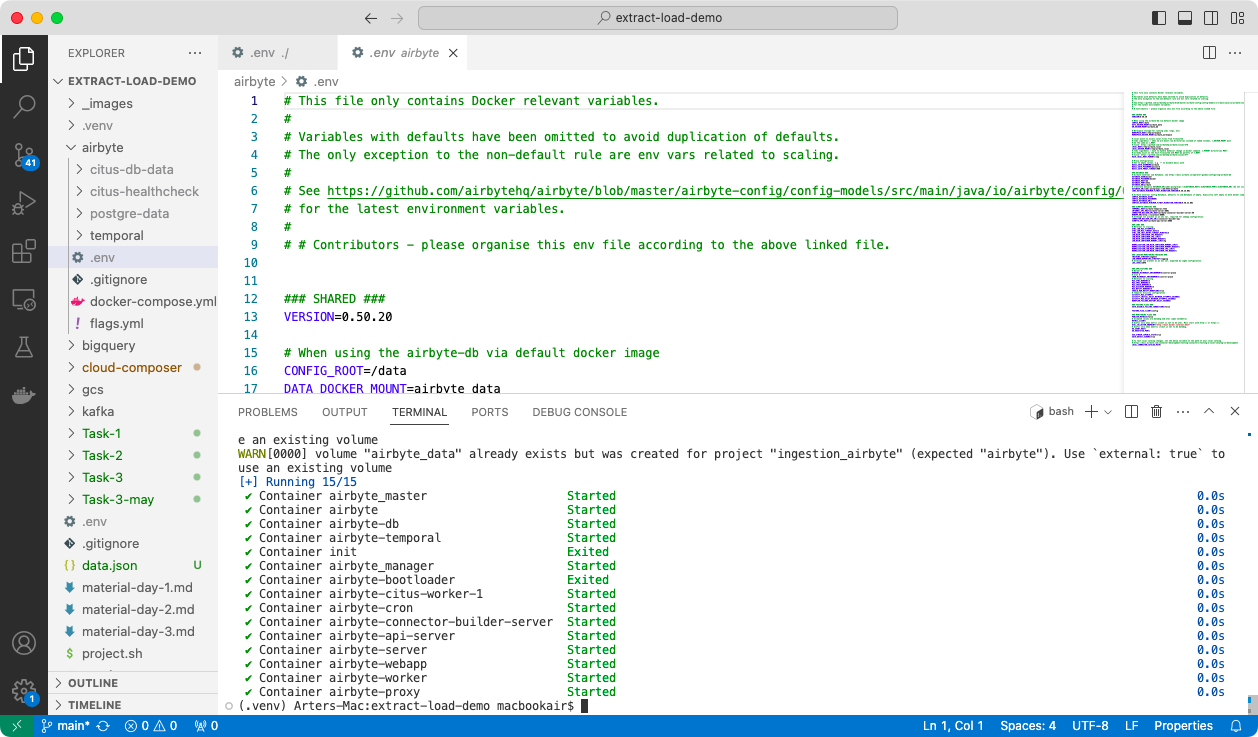 extract-load-demo
EXPLORER
EXTRACT-LOAD-DEMO
_images
.venv
airbyte
citus-db-data
citus-healthcheck
postgre-data
temporal
.env
.gitignore
docker-compose.yml
flags.yml
bigquery
cloud-composer
gcs
kafka
Task-1
Task-2
Task-3
Task-3-may
.env
.gitignore
data.json U
material-day-1.md
material-day-2.md
material-day-3.md
project.sh
OUTLINE
TIMELINE
41
1
.env ./
.env airbyte
airbyte > .env
1 # This file only contains Docker relevant variables.
2 #
3 # Variables with defaults have been omitted to avoid duplication of defaults.
4 # The only exception to the non-default rule are env vars related to scaling.
5 #
6 # See https://github.com/airbytehq/airbyte/blob/master/airbyte-config/config-models/src/main/java/io/airbyte/config/
7 # for the latest environment variables.
8 #
9 # # Contributors - please organise this env file according to the above linked file.
10
11
12 ### SHARED ###
13 VERSION=0.50.20
14
15 # When using the airbyte-db via default docker image
16 CONFIG_ROOT=/data
17 DATA_DOCKER_MOUNT=airbyte_data
PROBLEMS OUTPUT TERMINAL PORTS DEBUG CONSOLE
bash
e an existing volume
WARN[0000] volume "airbyte_data" already exists but was created for project "ingestion_airbyte" (expected "airbyte"). Use `external: true` to
use an existing volume
[+] Running 15/15
✔ Container airbyte_master Started 0.0s
✔ Container airbyte Started 0.0s
✔ Container airbyte-db Started 0.0s
✔ Container airbyte-temporal Started 0.0s
✔ Container init Exited 0.0s
✔ Container airbyte_manager Started 0.0s
✔ Container airbyte-bootloader Exited 0.0s
✔ Container airbyte-citus-worker-1 Started 0.0s
✔ Container airbyte-cron Started 0.0s
✔ Container airbyte-connector-builder-server Started 0.0s
✔ Container airbyte-api-server Started 0.0s
✔ Container airbyte-server Started 0.0s
✔ Container airbyte-webapp Started 0.0s
✔ Container airbyte-worker Started 0.0s
✔ Container airbyte-proxy Started 0.0s
(.venv) Arters-Mac:extract-load-demo macbookair$
main* 0 0 0
Ln 1, Col 1 Spaces: 4 UTF-8 LF Properties